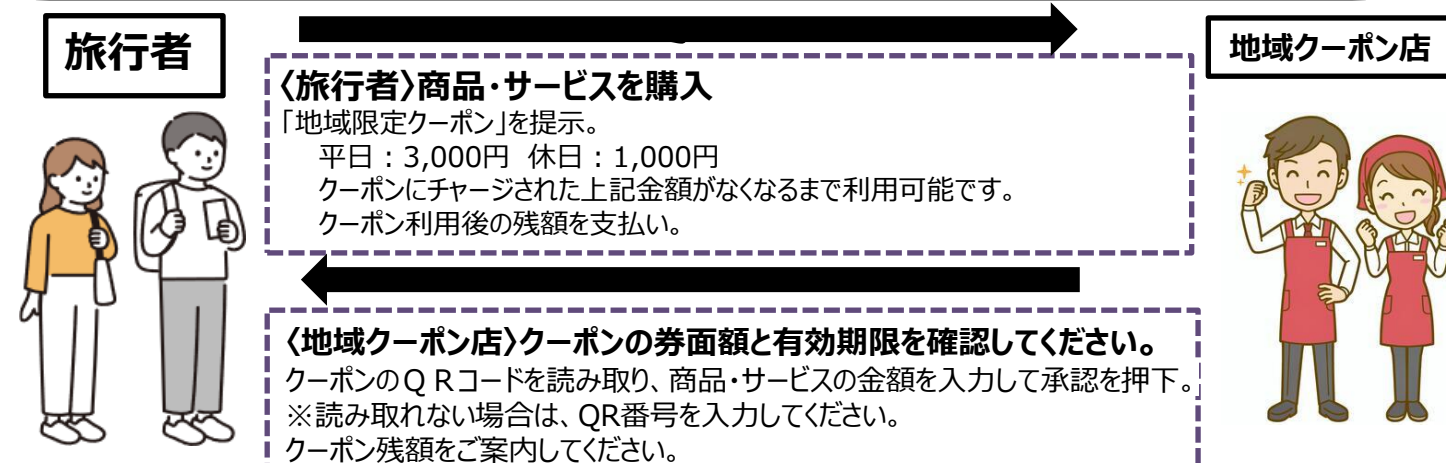 旅行者
地域クーポン店
〈旅行者〉商品・サービスを購入
「地域限定クーポン」を提示。
平日：3,000円 休日：1,000円
クーポンにチャージされた上記金額がなくなるまで利用可能です。
クーポン利用後の残額を支払い。
〈地域クーポン店〉クーポンの券面額と有効期限を確認してください。
クーポンのＱＲコードを読み取り、商品・サービスの金額を入力して承認を押下。
※読み取れない場合は、QR番号を入力してください。
クーポン残額をご案内してください。